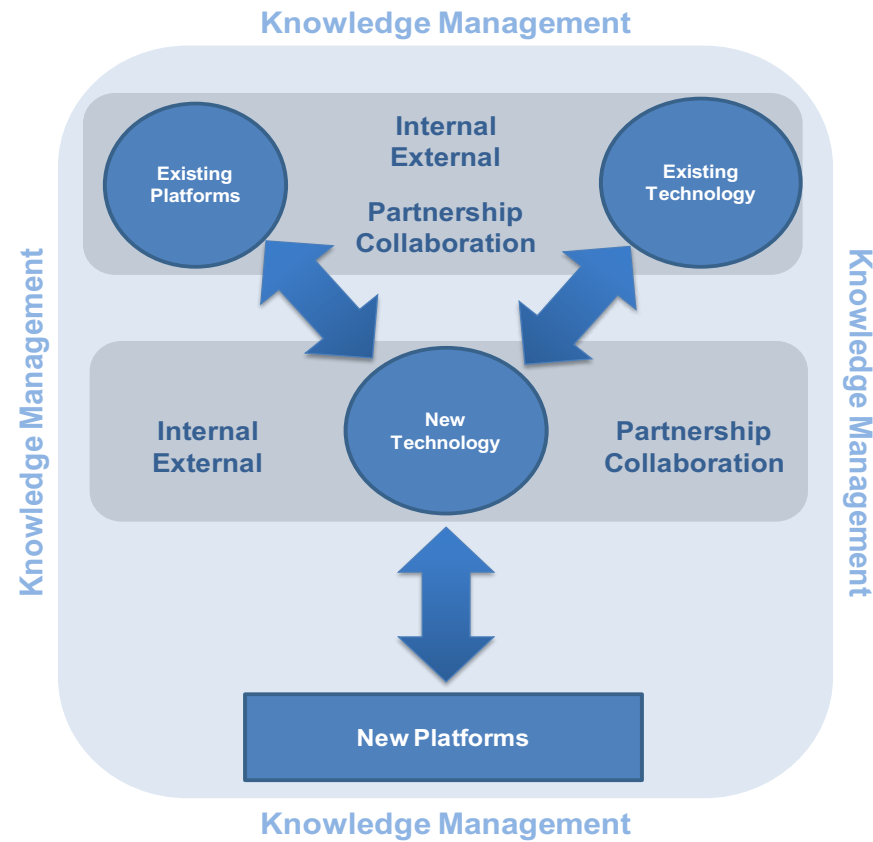 Knowledge Management
Internal
External
Existing
Platforms
Existing
Technology
Partnership
Collaboration
Knowledge Management
Knowledge Management
New
Technology
Internal
External
Partnership
Collaboration
New Platforms
Knowledge Management